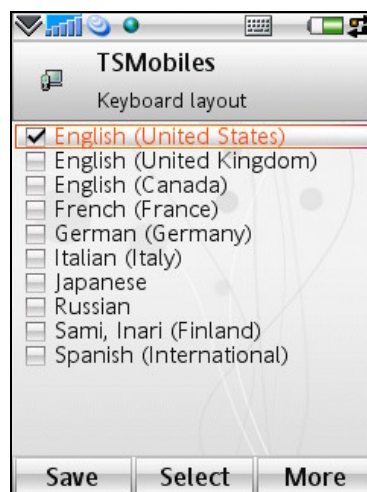 TSMobiles
Keyboard layout
English (United States)
English (United Kingdom)
English (Canada)
French (France)
German (Germany)
Italian (Italy)
Japanese
Russian
Sami, Inari (Finland)
Spanish (International)
Save Select More